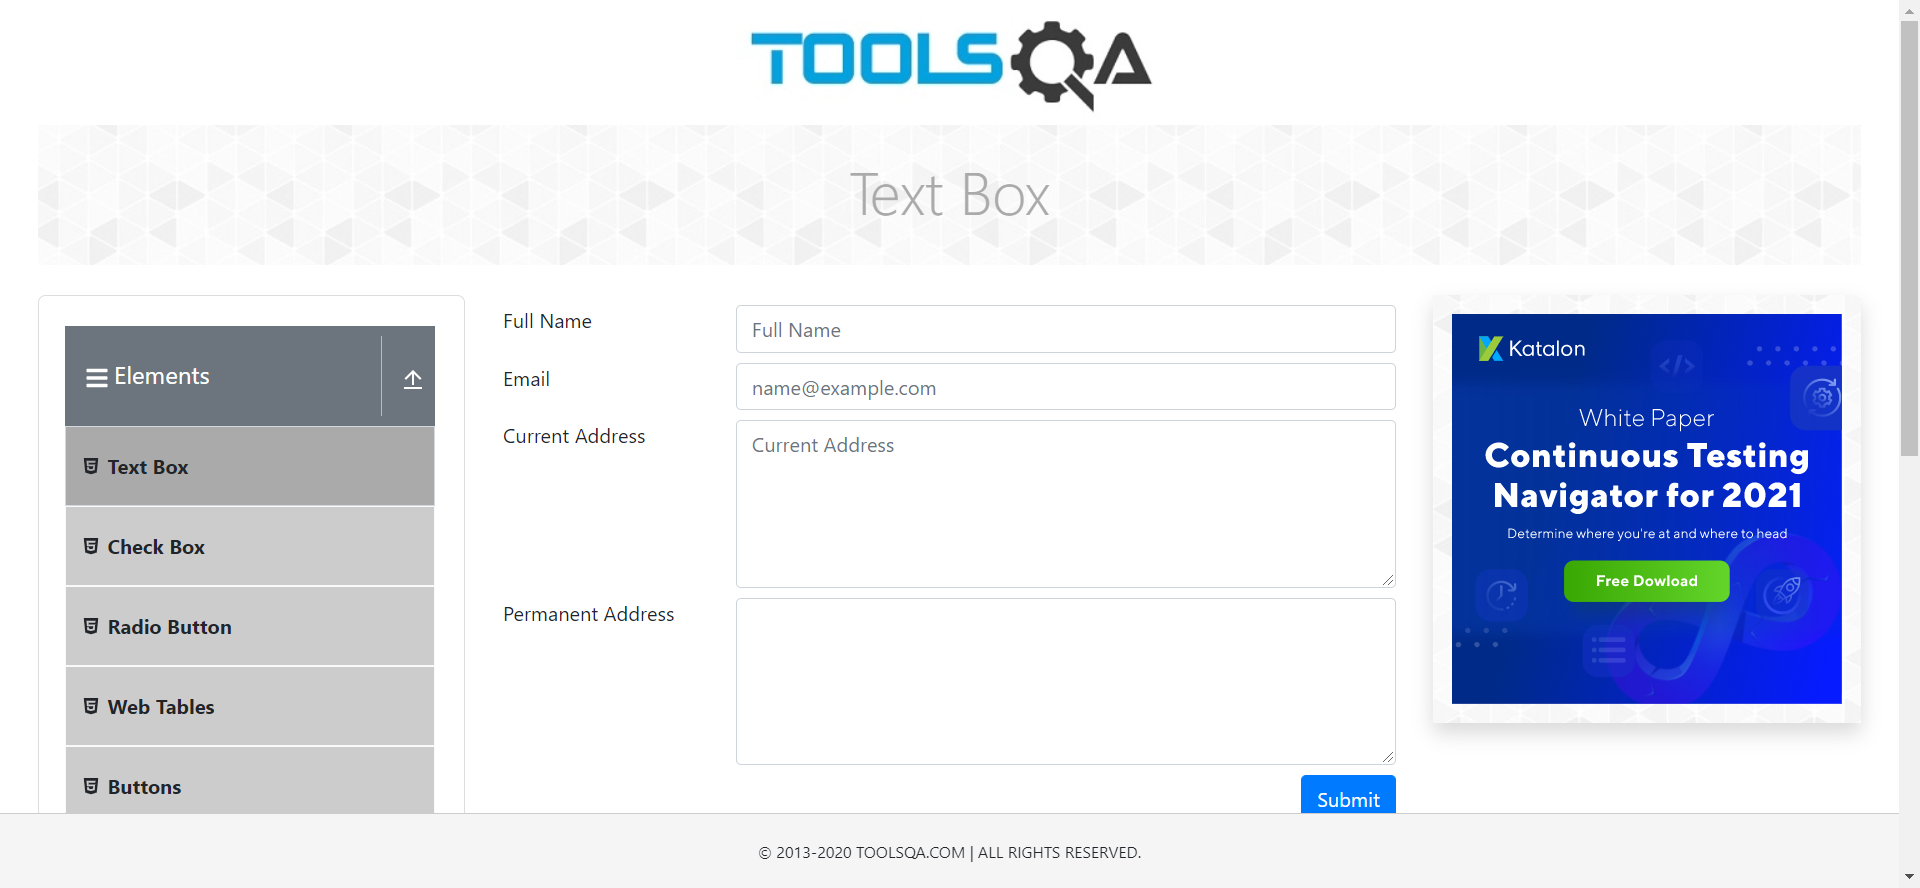 TOOLSQA
Text Box
Elements
Text Box
Check Box
Radio Button
Web Tables
Buttons
Full Name
Full Name
Email
name@example.com
Current Address
Current Address
Permanent Address
Submit
Katalon
White Paper
Continuous Testing
Navigator for 2021
Determine where you're at and where to head
Free Dowload
© 2013-2020 TOOLSQA.COM | ALL RIGHTS RESERVED.